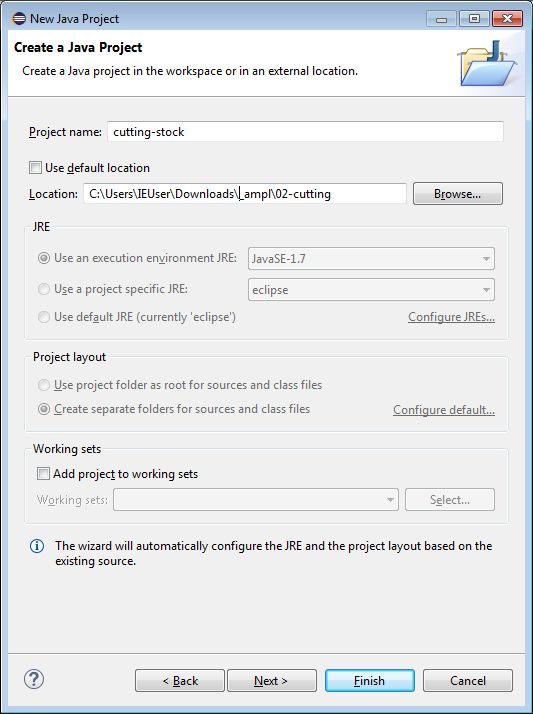 New Java Project
Create a Java Project
Create a Java project in the workspace or in an external location.
Project name: cutting-stock
Use default location
Location: C:\Users\IEUser\Downloads\_ampl\02-cutting Browse...
JRE
Use an execution environment JRE: JavaSE-1.7
Use a project specific JRE: eclipse
Use default JRE (currently 'eclipse') Configure JREs...
Project layout
Use project folder as root for sources and class files
Create separate folders for sources and class files Configure default...
Working sets
Add project to working sets
Working sets: Select...
The wizard will automatically configure the JRE and the project layout based on the
existing source.
? < Back Next > Finish Cancel